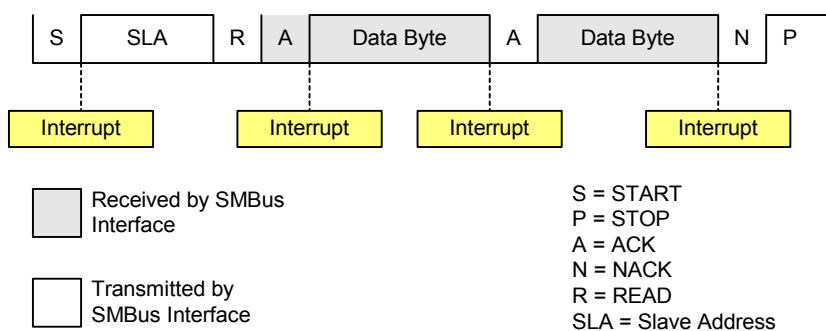 S SLA R A Data Byte A Data Byte N P
Interrupt Interrupt Interrupt Interrupt
Received by SMBus
Interface
Transmitted by
SMBus Interface
S = START
P = STOP
A = ACK
N = NACK
R = READ
SLA = Slave Address